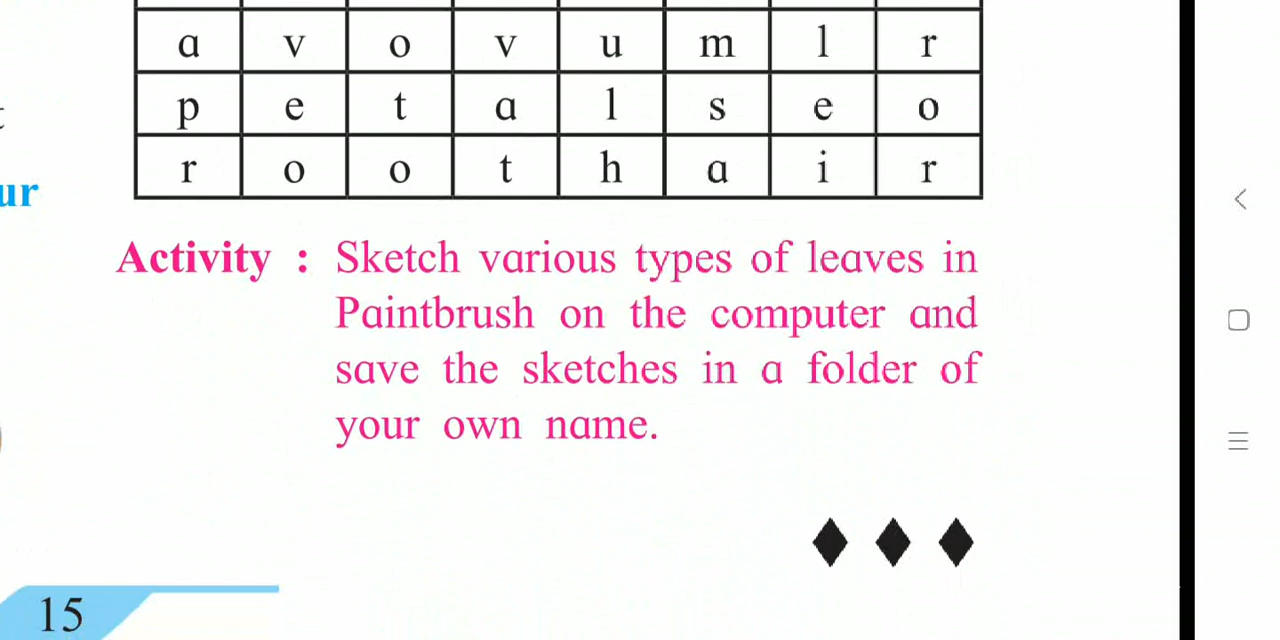 a v o v u m l r
p e t a l s e o
r o o t h a i r
ur
Activity : Sketch various types of leaves in
Paintbrush on the computer and
save the sketches in a folder of
your own name.
15